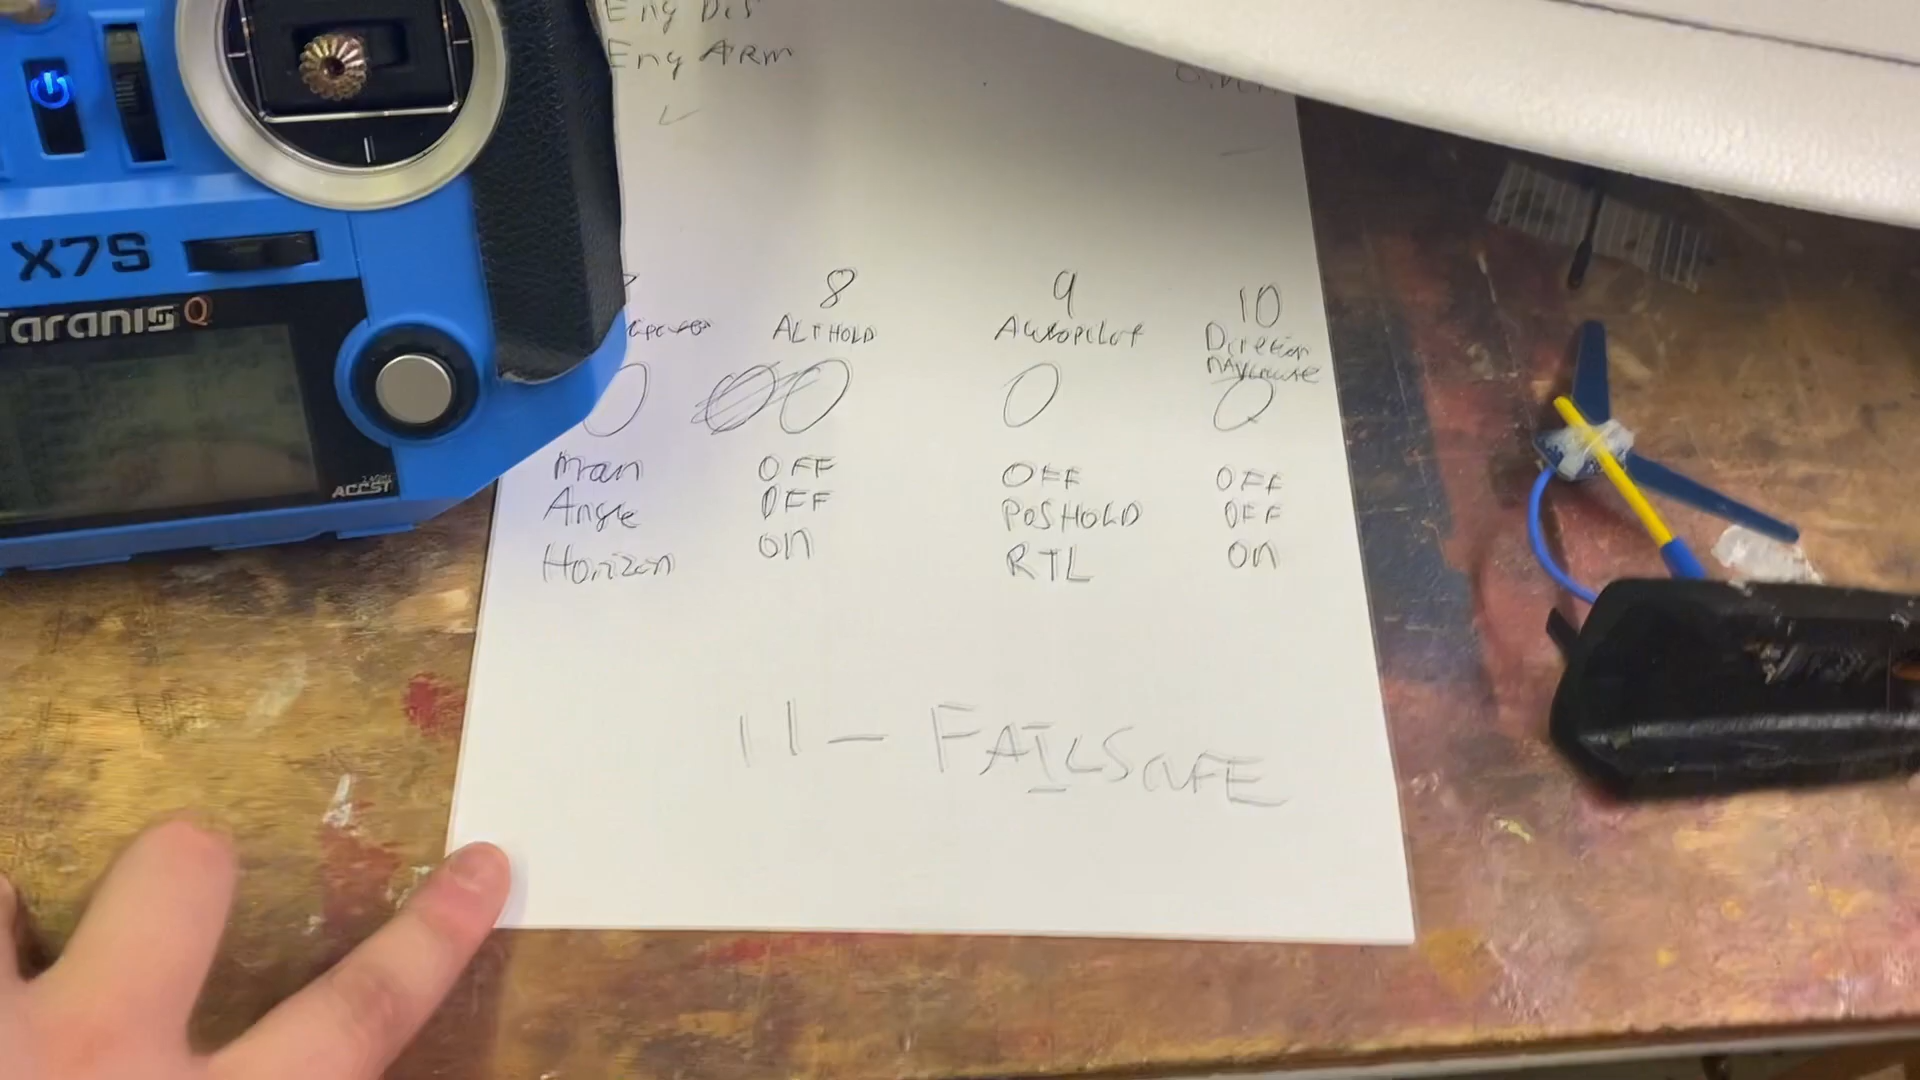 Eng Dis
Eng ARM
X7S
Taranis Q
ACCST
8 9 10
ALT HOLD Autopilot Direction
Man OFF OFF OFF
Angle OFF POSHOLD OFF
Horizon on RTL on
11 - FAILSaFE